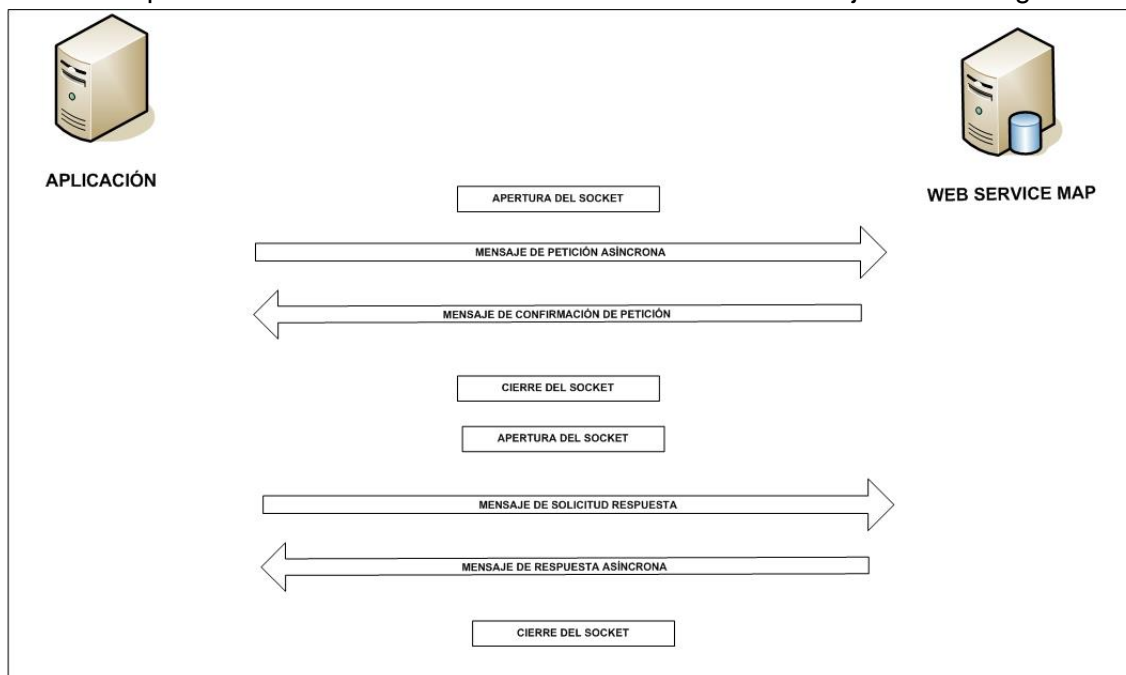 APLICACIÓN
WEB SERVICE MAP
APERTURA DEL SOCKET
MENSAJE DE PETICIÓN ASÍNCRONA
MENSAJE DE CONFIRMACIÓN DE PETICIÓN
CIERRE DEL SOCKET
APERTURA DEL SOCKET
MENSAJE DE SOLICITUD RESPUESTA
MENSAJE DE RESPUESTA ASÍNCRONA
CIERRE DEL SOCKET